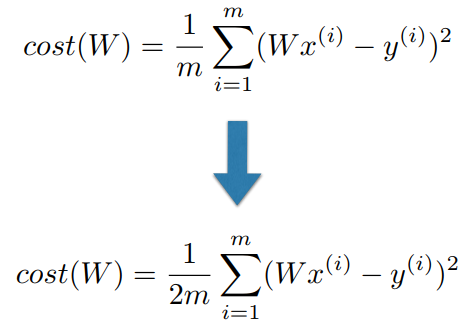 cost(W) = \frac{1}{m} \sum_{i=1}^{m} (Wx^{(i)} - y^{(i)})^2
cost(W) = \frac{1}{2m} \sum_{i=1}^{m} (Wx^{(i)} - y^{(i)})^2